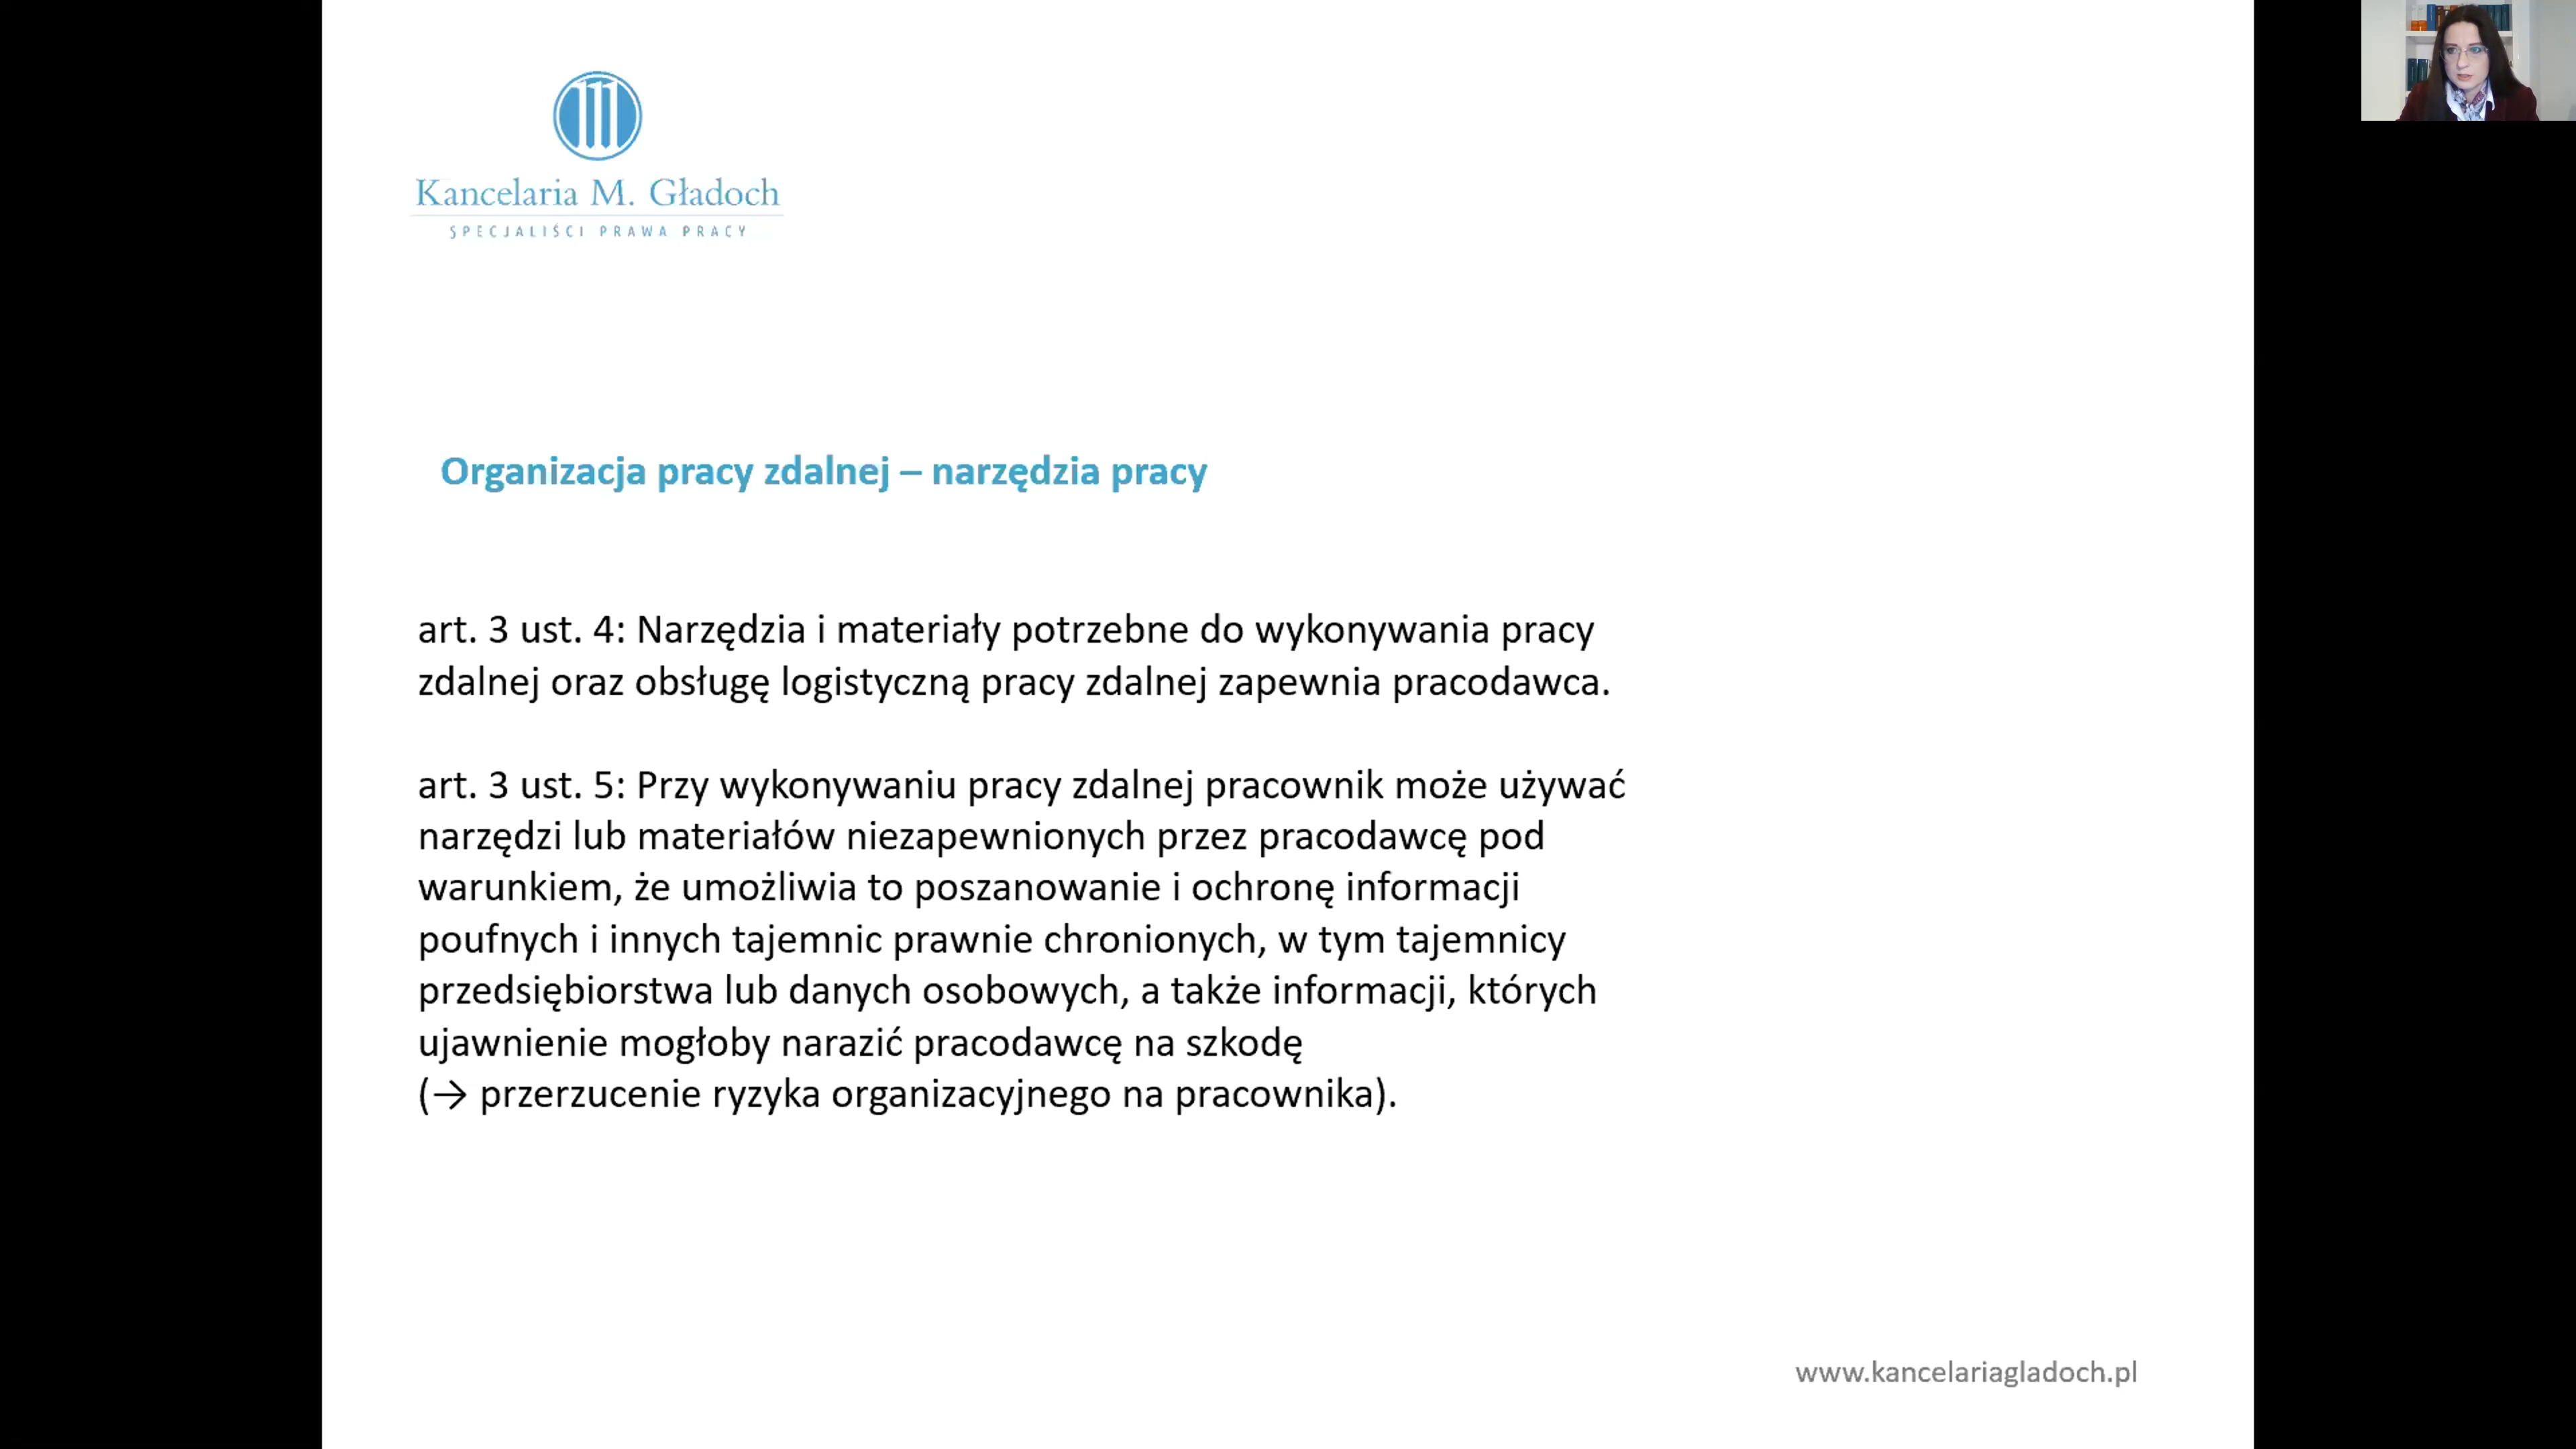 Kancelaria M. Gładoch
SPECJALIŚCI PRAWA PRACY
Organizacja pracy zdalnej – narzędzia pracy
art. 3 ust. 4: Narzędzia i materiały potrzebne do wykonywania pracy
zdalnej oraz obsługę logistyczną pracy zdalnej zapewnia pracodawca.
art. 3 ust. 5: Przy wykonywaniu pracy zdalnej pracownik może używać
narzędzi lub materiałów niezapewnionych przez pracodawcę pod
warunkiem, że umożliwia to poszanowanie i ochronę informacji
poufnych i innych tajemnic prawnie chronionych, w tym tajemnicy
przedsiębiorstwa lub danych osobowych, a także informacji, których
ujawnienie mogłoby narazić pracodawcę na szkodę
(→ przerzucenie ryzyka organizacyjnego na pracownika).
www.kancelariagladoch.pl